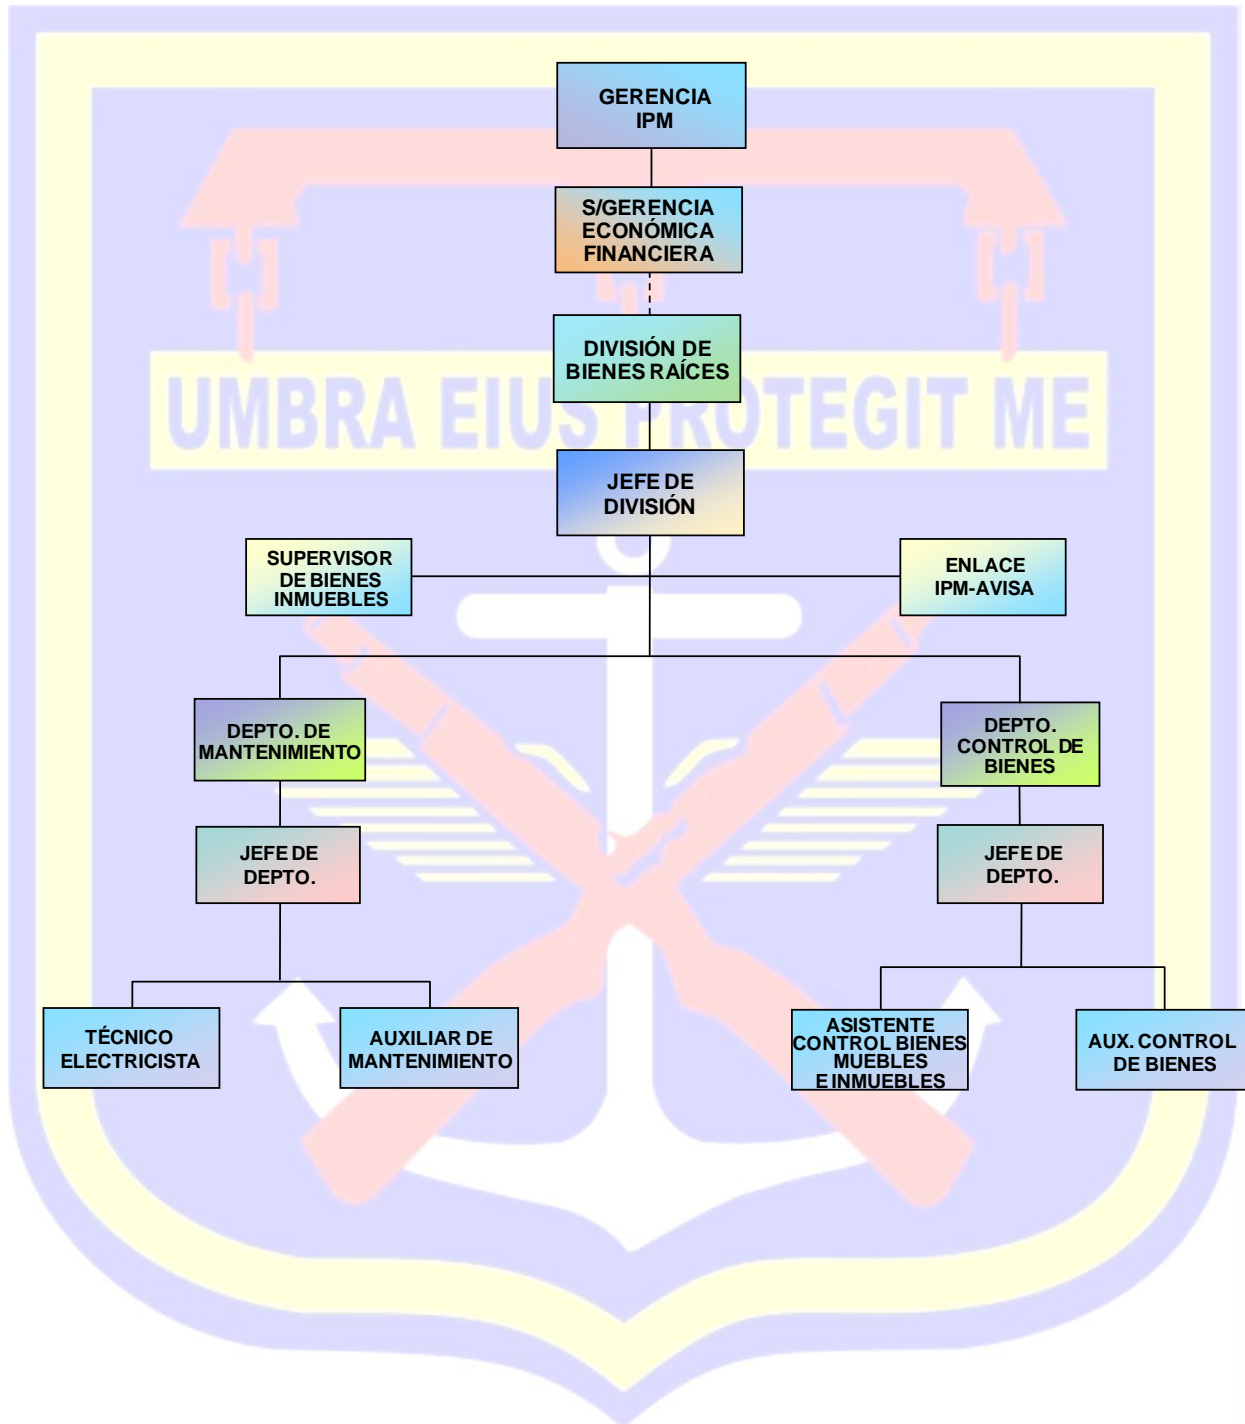 GERENCIA
IPM
S/GERENCIA
ECONÓMICA
FINANCIERA
DIVISIÓN DE
BIENES RAÍCES
UMBRA EIUS PROTEGIT ME
JEFE DE
DIVISIÓN
SUPERVISOR
DE BIENES
INMUEBLES
ENLACE
IPM-AVISA
DEPTO. DE
MANTENIMIENTO
DEPTO.
CONTROL DE
BIENES
JEFE DE
DEPTO.
JEFE DE
DEPTO.
TÉCNICO
ELECTRICISTA
AUXILIAR DE
MANTENIMIENTO
ASISTENTE
CONTROL BIENES
MUEBLES
E INMUEBLES
AUX. CONTROL
DE BIENES